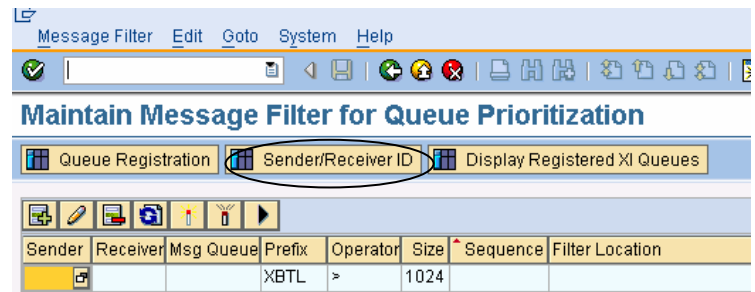 Message Filter Edit Goto System Help
Maintain Message Filter for Queue Prioritization
Queue Registration Sender/Receiver ID Display Registered XI Queues
Sender Receiver Msg Queue Prefix Operator Size Sequence Filter Location
XBTL > 1024